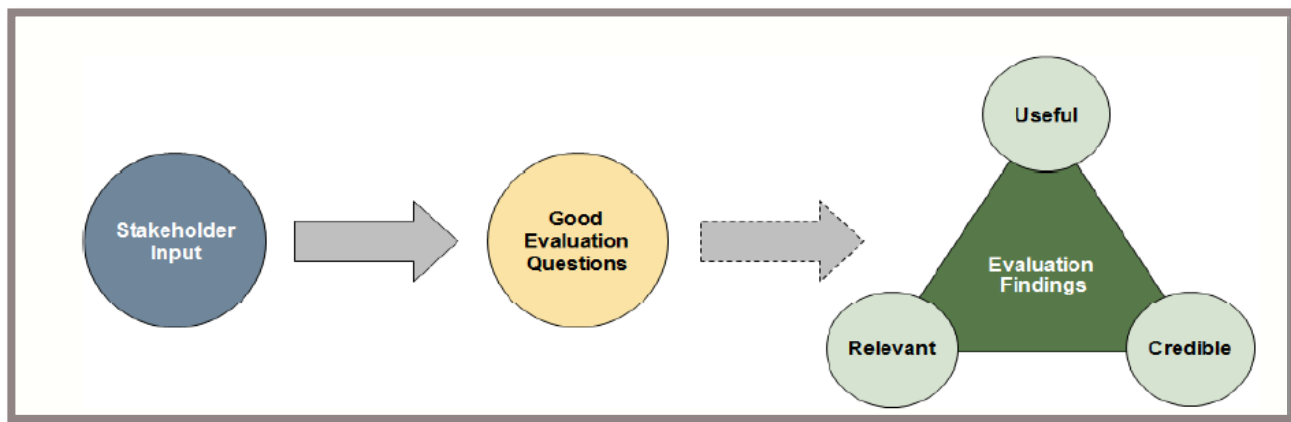 Stakeholder
Input
Good
Evaluation
Questions
Useful
Evaluation
Findings
Relevant
Credible